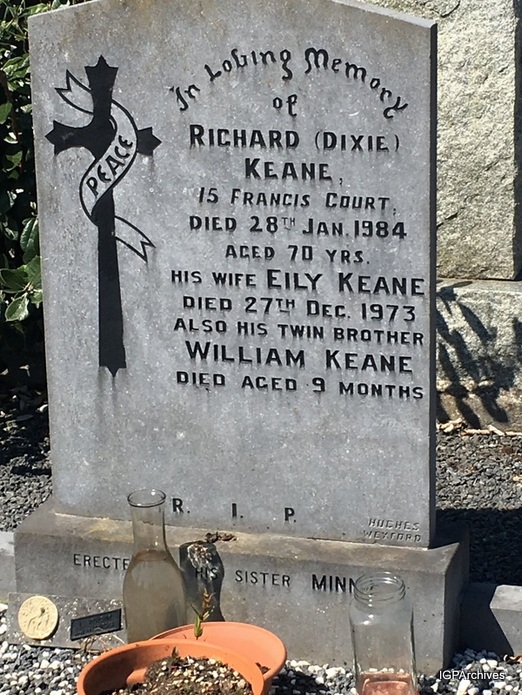 In Loving Memory
of
RICHARD (DIXIE)
KEANE,
15 FRANCIS COURT,
DIED 28TH JAN. 1984
AGED 70 YRS.
HIS WIFE EILY KEANE
DIED 27TH DEC. 1973
ALSO HIS TWIN BROTHER
WILLIAM KEANE
DIED AGED 9 MONTHS
PEACE
R. I. P.
HUGHES
WEXFORD
SISTER
IGPArchives